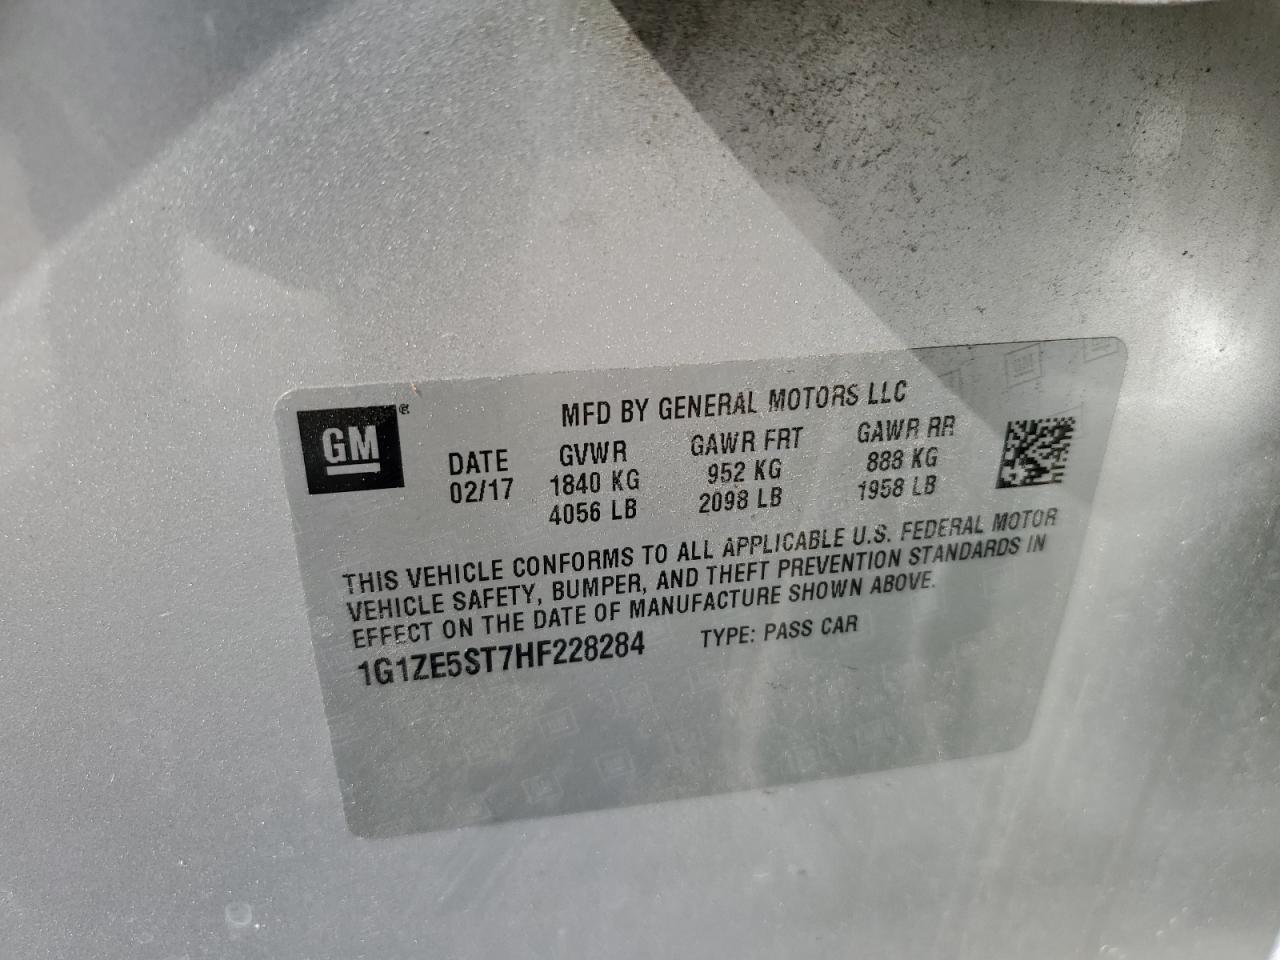 GM®
MFD BY GENERAL MOTORS LLC
DATE GVWR GAWR FRT GAWR RR
02/17 1840 KG 952 KG 888 KG
4056 LB 2098 LB 1958 LB
THIS VEHICLE CONFORMS TO ALL APPLICABLE U.S. FEDERAL MOTOR
VEHICLE SAFETY, BUMPER, AND THEFT PREVENTION STANDARDS IN
EFFECT ON THE DATE OF MANUFACTURE SHOWN ABOVE.
1G1ZE5ST7HF228284 TYPE: PASS CAR